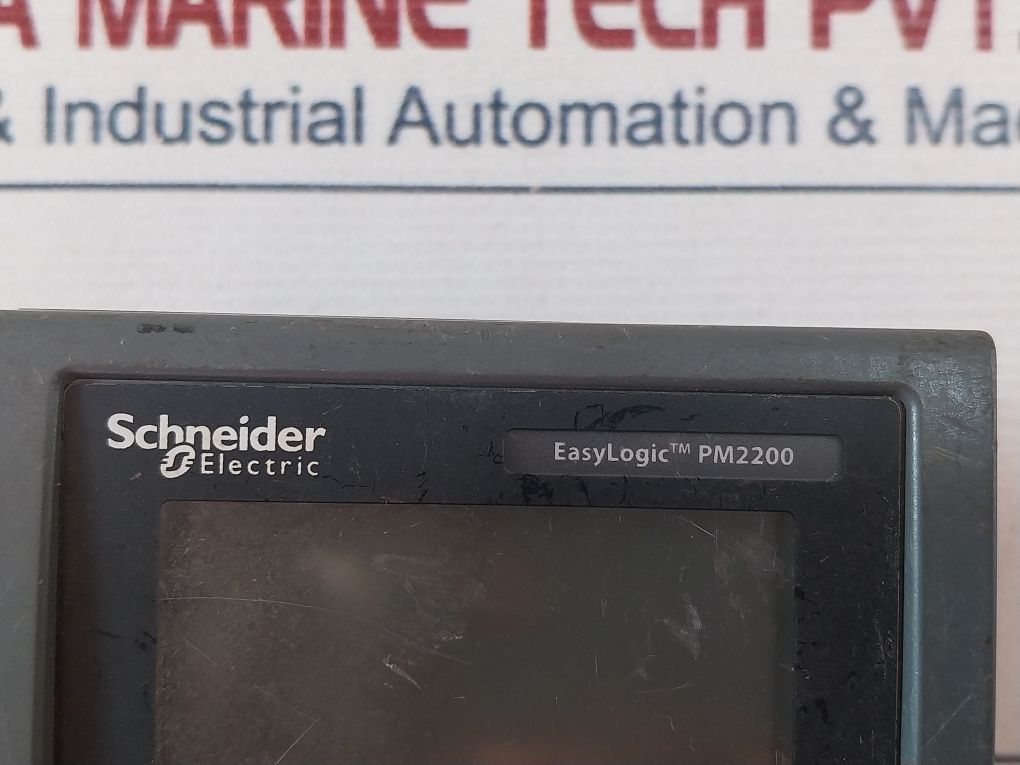 A MARINE TECH PVT.
& Industrial Automation & Ma
Schneider
Electric
EasyLogic™ PM2200